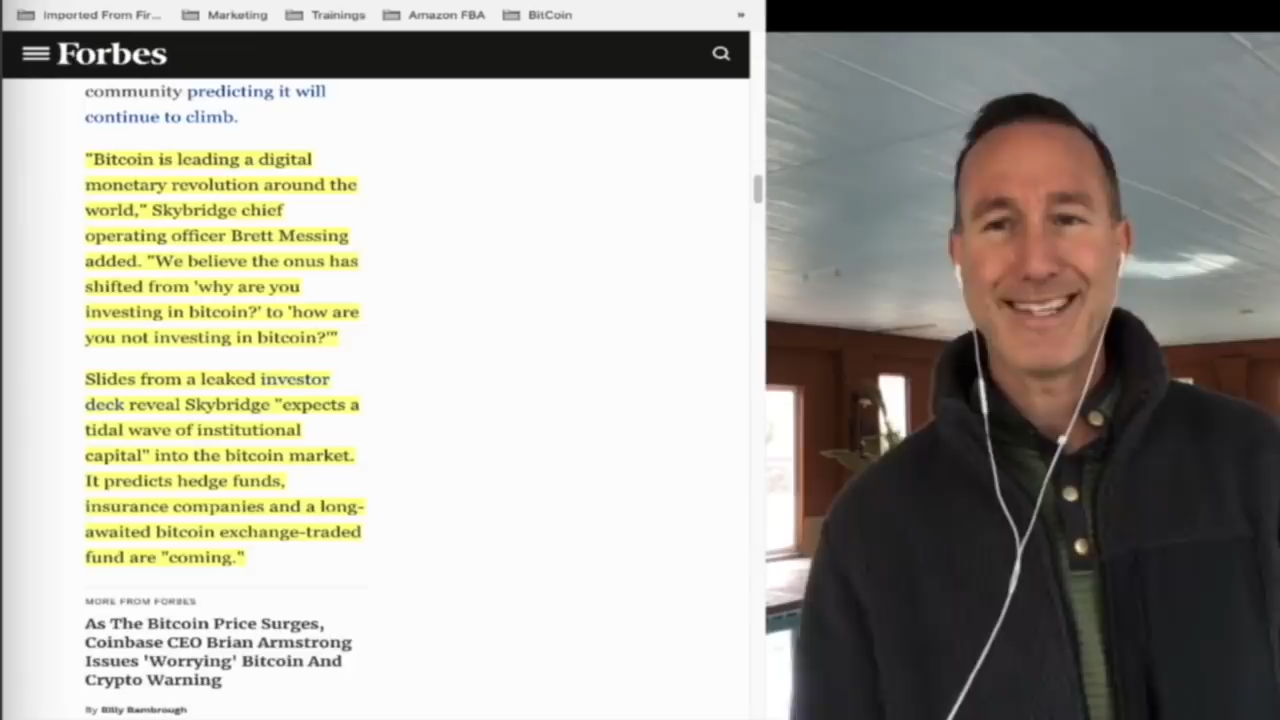 Imported From Fir... Marketing Trainings Amazon FBA BitCoin »
Forbes
community predicting it will
continue to climb.
"Bitcoin is leading a digital
monetary revolution around the
world," Skybridge chief
operating officer Brett Messing
added. "We believe the onus has
shifted from 'why are you
investing in bitcoin?' to 'how are
you not investing in bitcoin?'"
Slides from a leaked investor
deck reveal Skybridge "expects a
tidal wave of institutional
capital" into the bitcoin market.
It predicts hedge funds,
insurance companies and a long-
awaited bitcoin exchange-traded
fund are "coming."
MORE FROM FORBES
As The Bitcoin Price Surges,
Coinbase CEO Brian Armstrong
Issues 'Worrying' Bitcoin And
Crypto Warning
By Billy Bambrough